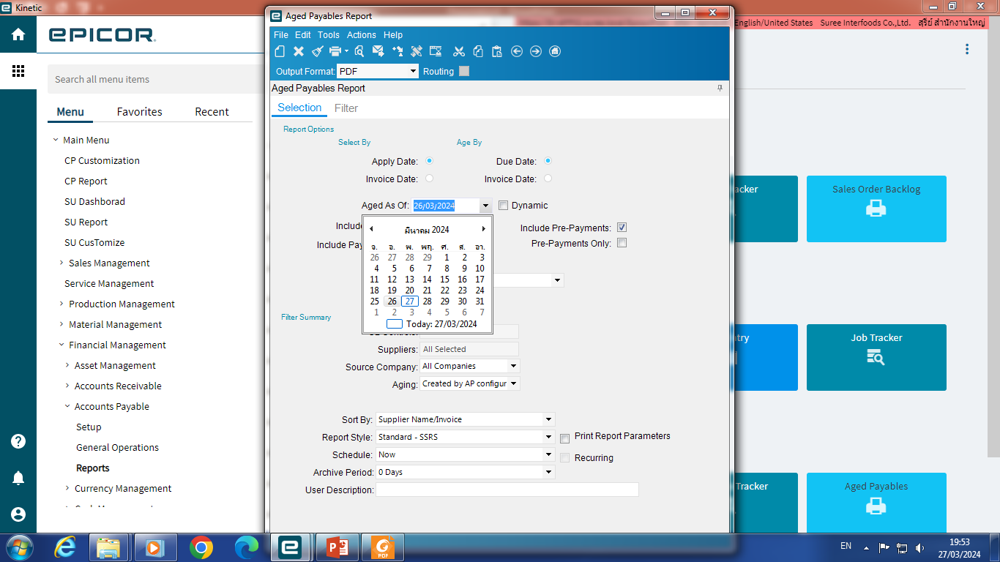 Kinetic
Aged Payables Report
English/United States Suree Interfoods Co.,Ltd. สุรีย์ สำนักงานใหญ่
EPICOR
Search all menu items
Menu Favorites Recent
Main Menu
CP Customization
CP Report
SU Dashborad
SU Report
SU CusTomize
Sales Management
Service Management
Production Management
Material Management
Financial Management
Asset Management
Accounts Receivable
Accounts Payable
Setup
General Operations
Reports
Currency Management
File Edit Tools Actions Help
Output Format: PDF Routing
Aged Payables Report
Selection Filter
Report Options
Select By Age By
Apply Date: Due Date:
Invoice Date: Invoice Date:
Aged As Of: 26/03/2024 Dynamic
Include Include Pre-Payments:
Include Pay Pre-Payments Only:
มีนาคม 2024
จ. อ. พ. พฤ. ศ. ส. อา.
26 27 28 29 1 2 3
4 5 6 7 8 9 10
11 12 13 14 15 16 17
18 19 20 21 22 23 24
25 26 27 28 29 30 31
1 2 3 4 5 6 7
Today: 27/03/2024
Filter Summary
Suppliers: All Selected
Source Company: All Companies
Aging: Created by AP configur
Sort By: Supplier Name/Invoice
Report Style: Standard - SSRS Print Report Parameters
Schedule: Now Recurring
Archive Period: 0 Days
User Description:
acker Sales Order Backlog
try Job Tracker
Tracker Aged Payables
PDF
EN 19:53
27/03/2024